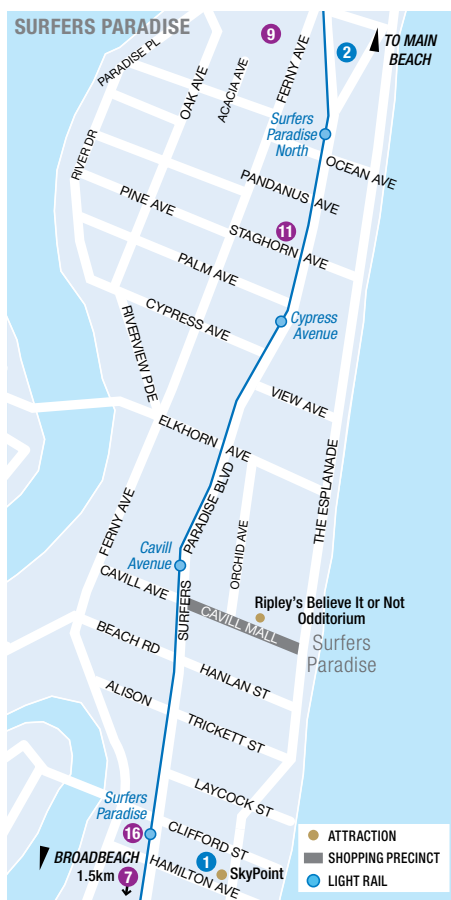 SURFERS PARADISE
9
2
TO MAIN
BEACH
PARADISE PL
OAK AVE
ACACIA AVE
FERNY AVE
Surfers
Paradise
North
RIVER DR
OCEAN AVE
PANDANUS AVE
PINE AVE
11
STAGHORN AVE
PALM AVE
CYPRESS AVE
Cypress
Avenue
RIVERVIEW PDE
VIEW AVE
ELKHORN AVE
THE ESPLANADE
FERNY AVE
SURFERS PARADISE BLVD
ORCHID AVE
Cavill
Avenue
CAVILL AVE
CAVILL MALL
Ripley's Believe It or Not
Odditorium
Surfers
Paradise
BEACH RD
HANLAN ST
ALISON
TRICKETT ST
LAYCOCK ST
Surfers
Paradise
16
CLIFFORD ST
BROADBEACH
1.5km
7
HAMILTON AVE
1
SkyPoint
ATTRACTION
SHOPPING PRECINCT
LIGHT RAIL